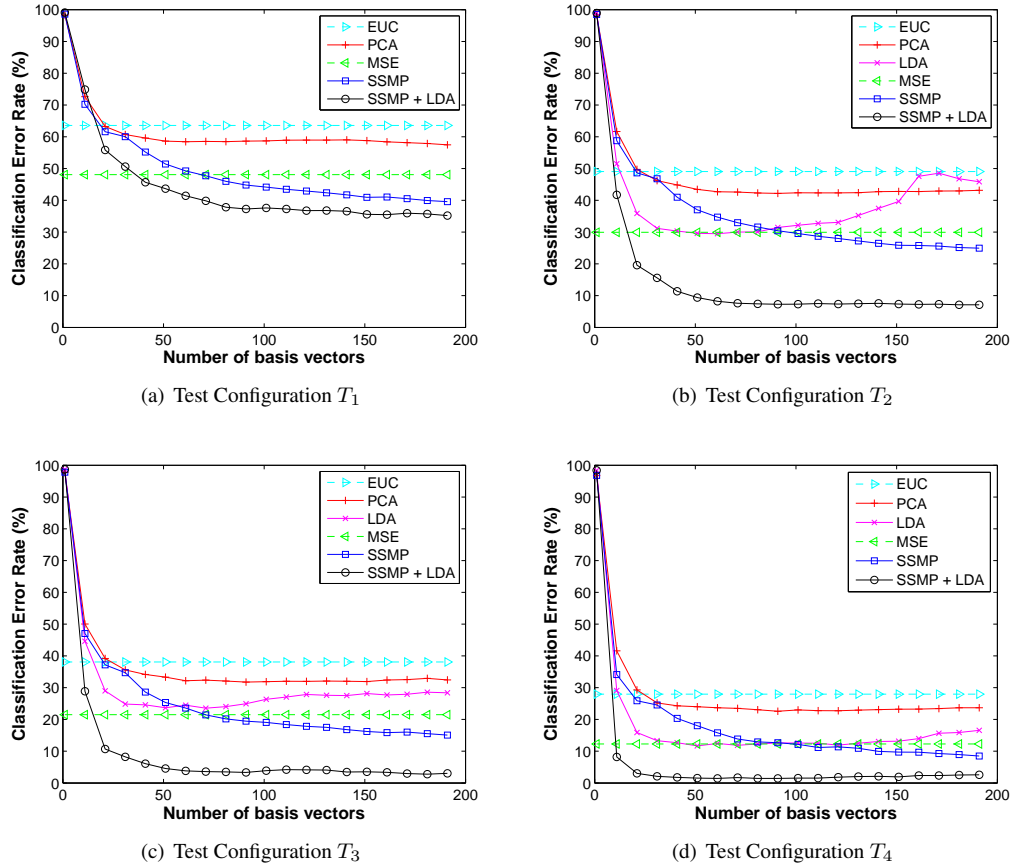 100
90
80
70
60
50
40
30
20
10
0
Classification Error Rate (%)
EUC
PCA
MSE
SSMP
SSMP + LDA
0 50 100 150 200
Number of basis vectors
(a) Test Configuration T1
100
90
80
70
60
50
40
30
20
10
0
Classification Error Rate (%)
EUC
PCA
LDA
MSE
SSMP
SSMP + LDA
0 50 100 150 200
Number of basis vectors
(b) Test Configuration T2
100
90
80
70
60
50
40
30
20
10
0
Classification Error Rate (%)
EUC
PCA
LDA
MSE
SSMP
SSMP + LDA
0 50 100 150 200
Number of basis vectors
(c) Test Configuration T3
100
90
80
70
60
50
40
30
20
10
0
Classification Error Rate (%)
EUC
PCA
LDA
MSE
SSMP
SSMP + LDA
0 50 100 150 200
Number of basis vectors
(d) Test Configuration T4